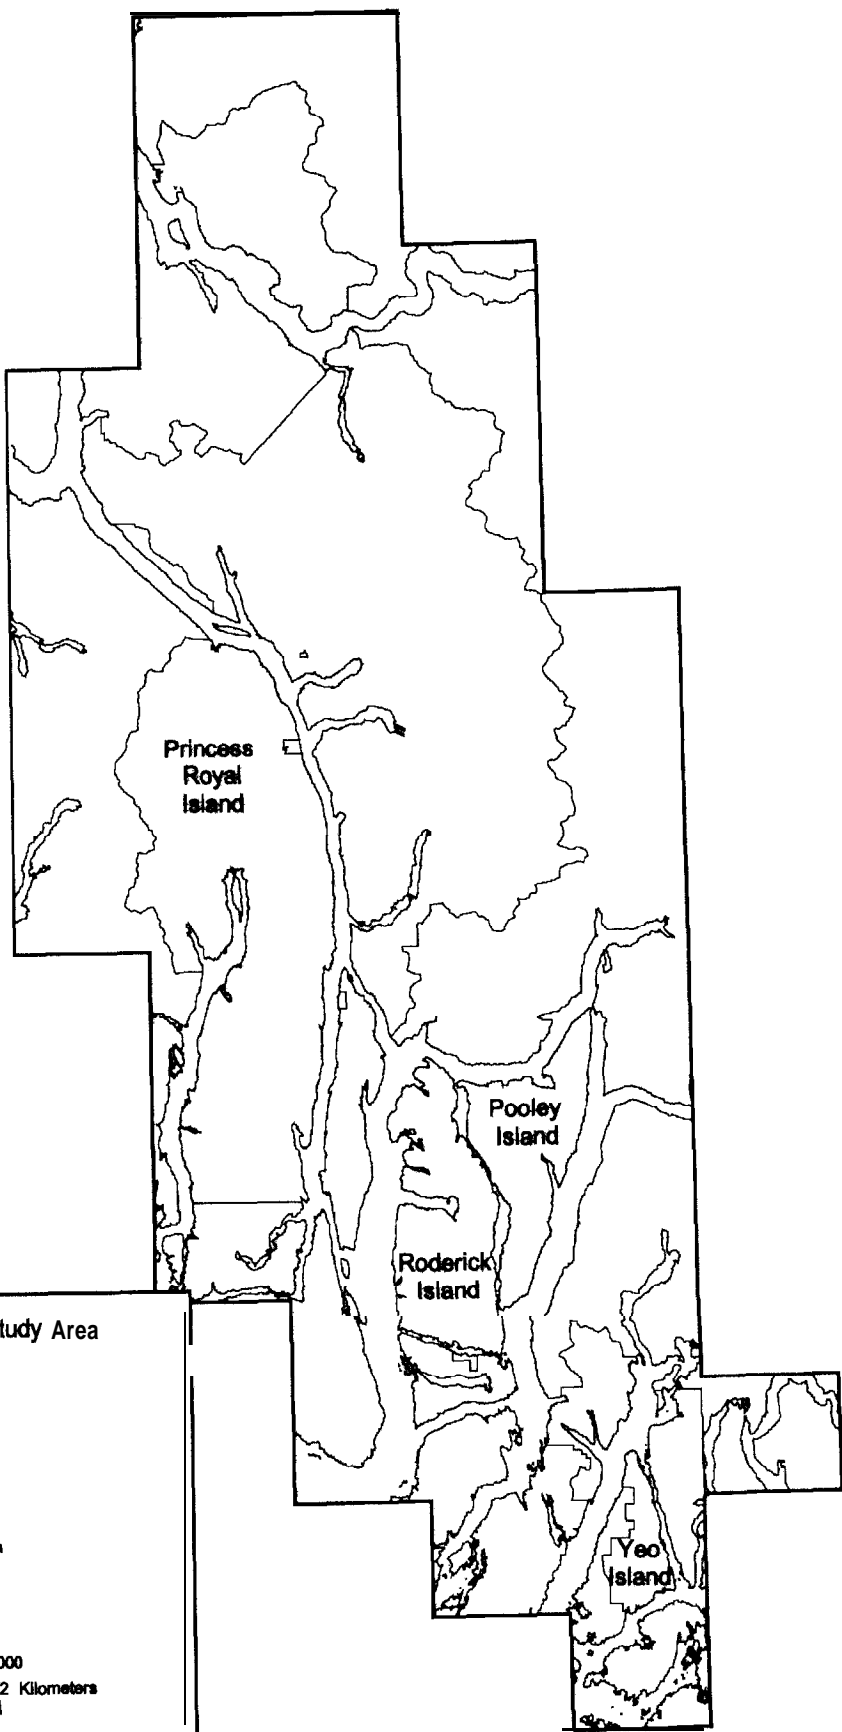 Princess
Royal
Island
Pooley
Island
Roderick
Island
tudy Area
Yeo
Island
000
2 Kilometers